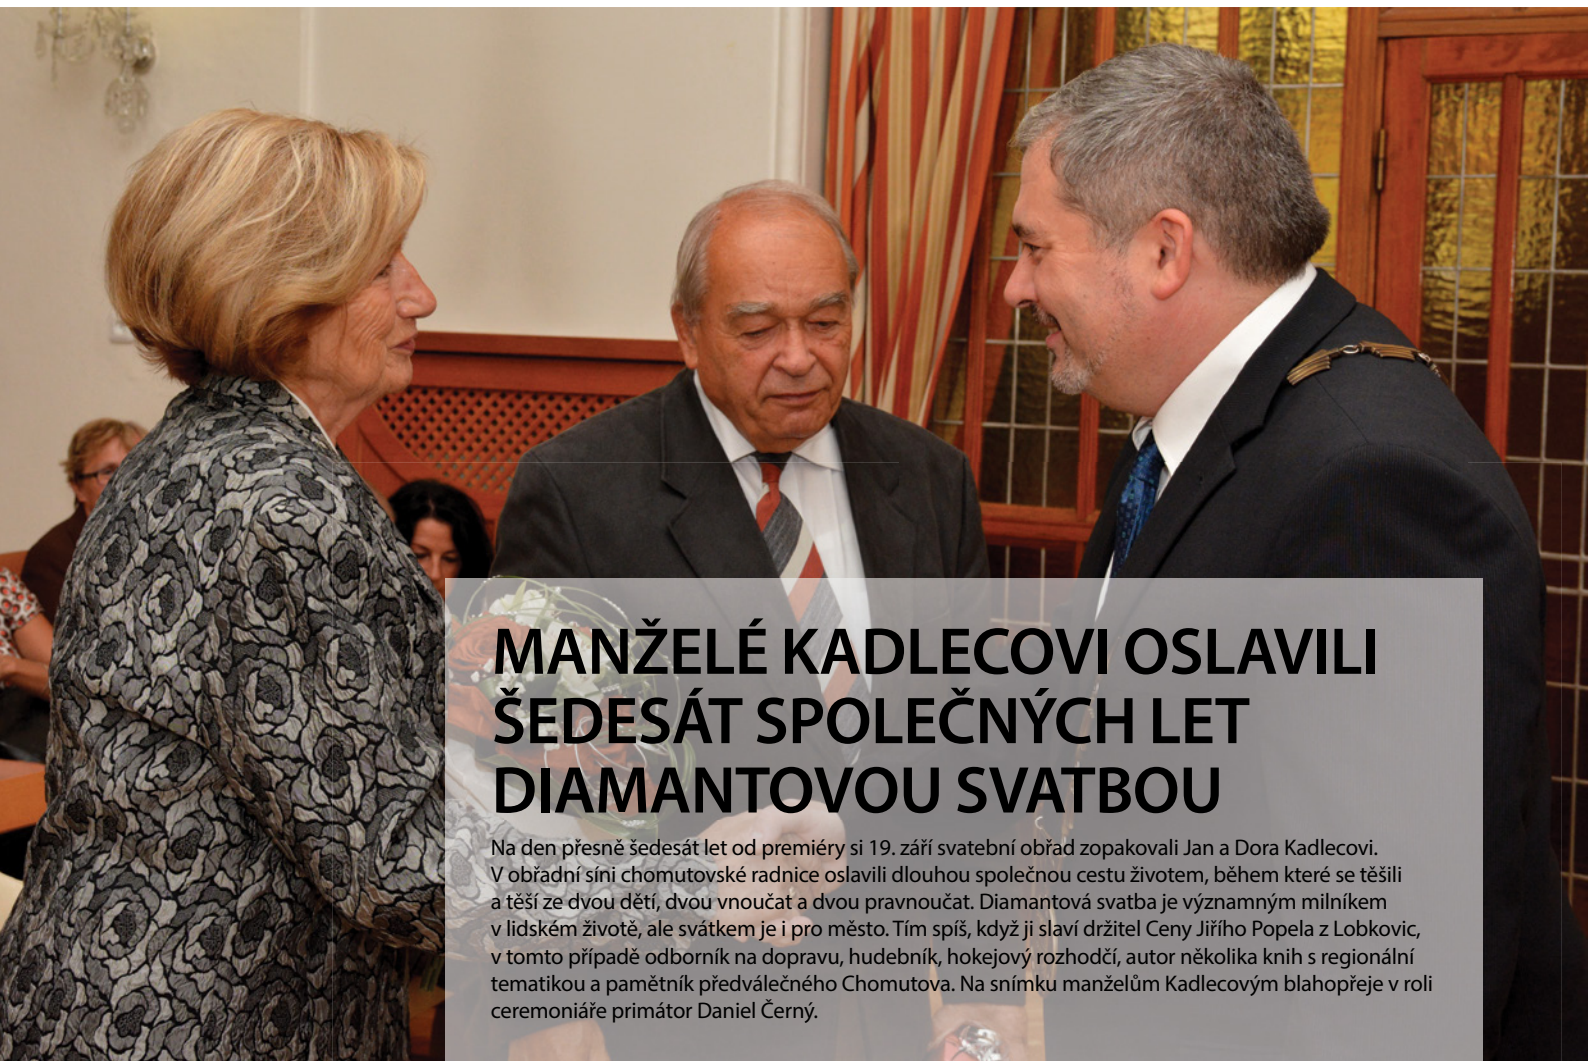 MANŽELÉ KADLECOVI OSLAVILI
ŠEDESÁT SPOLEČNÝCH LET
DIAMANTOVOU SVATBOU
Na den přesně šedesát let od premiéry si 19. září svatební obřad zopakovali Jan a Dora Kadlecovi.
V obřadní síni chomutovské radnice oslavili dlouhou společnou cestu životem, během které se těšili
a těší ze dvou dětí, dvou vnoučat a dvou pravnoučat. Diamantová svatba je významným milníkem
v lidském životě, ale svátkem je i pro město. Tím spíš, když ji slaví držitel Ceny Jiřího Popela z Lobkovic,
v tomto případě odborník na dopravu, hudebník, hokejový rozhodčí, autor několika knih s regionální
tematikou a pamětník předválečného Chomutova. Na snímku manželům Kadlecovým blahopřeje v roli
ceremoniáře primátor Daniel Černý.